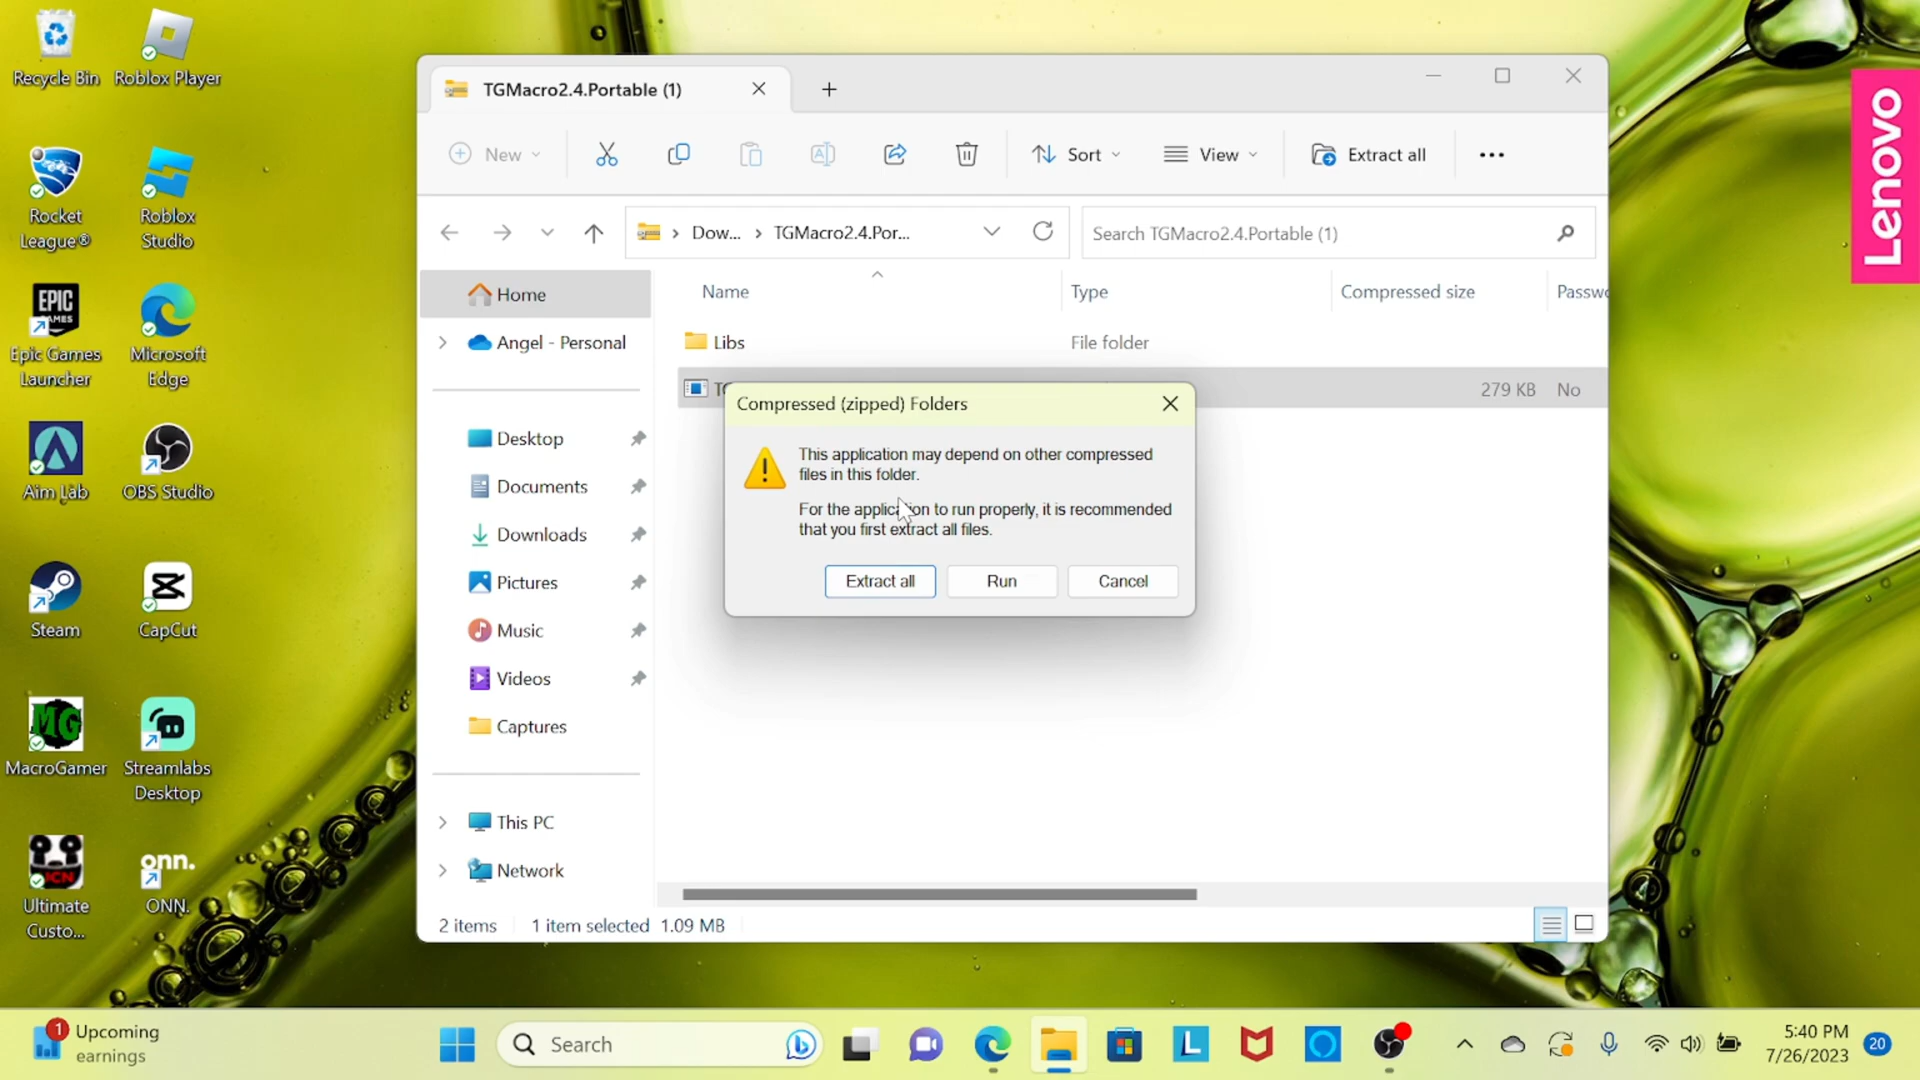 Recycle Bin
Roblox Player
Rocket
League®
Roblox
Studio
EPIC
GAMES
Epic Games
Launcher
Microsoft
Edge
Aim Lab
OBS Studio
Steam
CapCut
MG
MacroGamer
Streamlabs
Desktop
UCN
Ultimate
Custo...
onn.
ONN.
TGMacro2.4.Portable (1)
New
Sort
View
Extract all
Dow...
TGMacro2.4.Por...
Search TGMacro2.4.Portable (1)
Home
Angel - Personal
Desktop
Documents
Downloads
Pictures
Music
Videos
Captures
This PC
Network
Name
Type
Compressed size
Libs
File folder
279 KB
No
Compressed (zipped) Folders
This application may depend on other compressed
files in this folder.
For the application to run properly, it is recommended
that you first extract all files.
Extract all
Run
Cancel
2 items
1 item selected
1.09 MB
Lenovo
1
Upcoming
earnings
Search
L
5:40 PM
7/26/2023
20